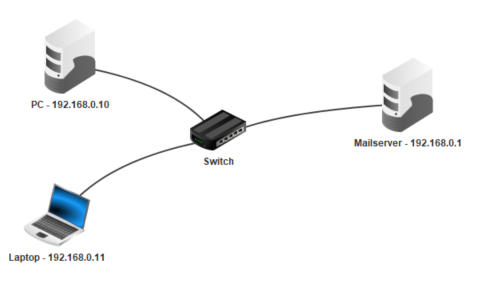 PC - 192.168.0.10
Mailserver - 192.168.0.1
Switch
Laptop - 192.168.0.11